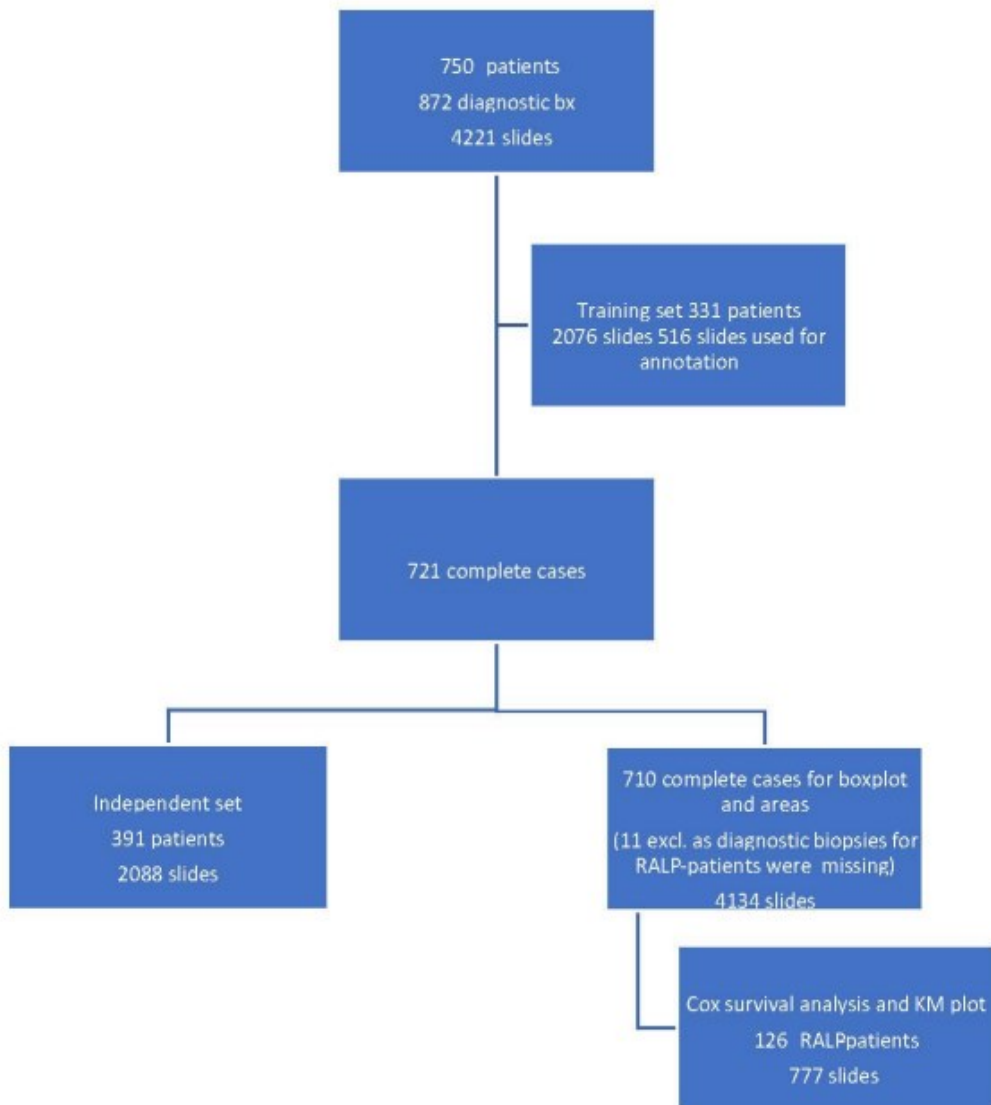 750 patients
872 diagnostic bx
4221 slides
Training set 331 patients
2076 slides 516 slides used for
annotation
721 complete cases
Independent set
391 patients
2088 slides
710 complete cases for boxplot
and areas
(11 excl. as diagnostic biopsies for
RALP-patients were missing)
4134 slides
Cox survival analysis and KM plot
126 RALPpatients
777 slides